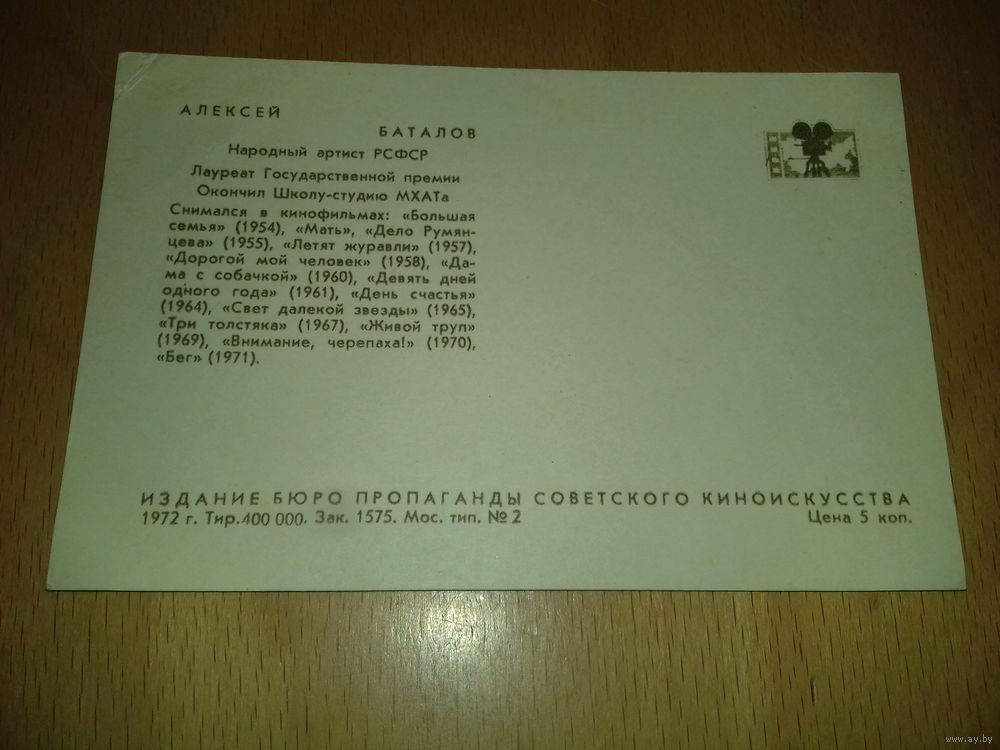 АЛЕКСЕЙ
БАТАЛОВ
Народный артист РСФСР
Лауреат Государственной премии
Окончил Школу-студию МХАТа
Снимался в кинофильмах: «Большая
семья» (1954), «Мать», «Дело Румян-
цева» (1955), «Летят журавли» (1957),
«Дорогой мой человек» (1958), «Да-
ма с собачкой» (1960), «Девять дней
одного года» (1961), «День счастья»
(1964), «Свет далекой звезды» (1965),
«Три толстяка» (1967), «Живой труп»
(1969), «Внимание, черепаха!» (1970),
«Бег» (1971).
ИЗДАНИЕ БЮРО ПРОПАГАНДЫ СОВЕТСКОГО КИНОИСКУССТВА
1972 г. Тир.400 000. Зак. 1575. Мос. тип. № 2 Цена 5 коп.
www.ay.by